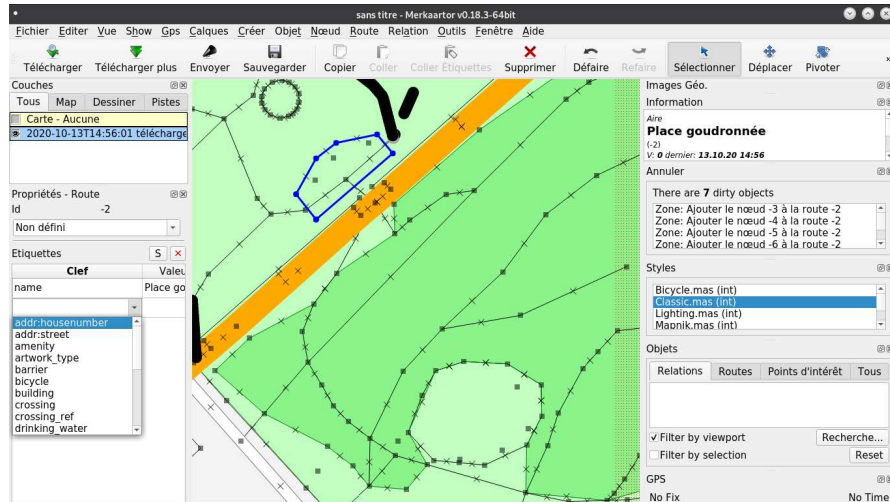 sans titre - Merkaartor v0.18.3-64bit
Fichier Editer Vue Show Gps Calques Créer Objet Nœud Route Relation Outils Fenêtre Aide
Télécharger Télécharger plus Envoyer Sauvegarder Copier Coller Coller Étiquettes Supprimer Défaire Refaire Sélectionner Déplacer Pivoter »
Couches
Tous Map Dessiner Pistes
Carte - Aucune
2020-10-13T14:56:01 télécharge
Propriétés - Route
Id -2
Non défini
Etiquettes S
Clef Valeu
name Place go
addr:housenumber
addr:street
amenity
artwork_type
barrier
bicycle
building
crossing
crossing_ref
drinking_water
Images Géo.
Information
Aire
Place goudronnée
(-2)
V: 0 dernier: 13.10.20 14:56
Annuler
There are 7 dirty objects
Zone: Ajouter le nœud -3 à la route -2
Zone: Ajouter le nœud -4 à la route -2
Zone: Ajouter le nœud -5 à la route -2
Zone: Ajouter le nœud -6 à la route -2
Styles
Bicycle.mas (int)
Classic.mas (int)
Lighting.mas (int)
Mapnik.mas (int)
Objets
Relations Routes Points d'intérêt Tous
Filter by viewport Recherche...
Filter by selection Reset
GPS
No Fix No Time